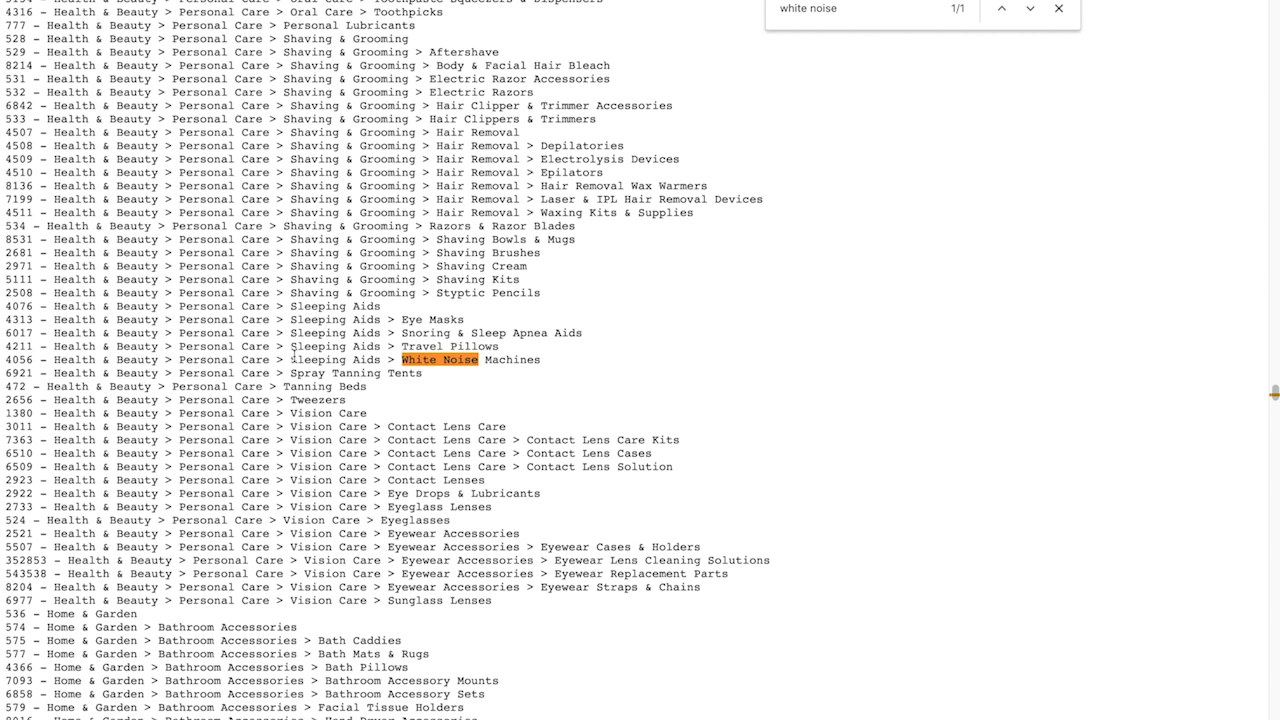 white noise 1/1
4316 - Health & Beauty > Personal Care > Oral Care > Toothpicks
777 - Health & Beauty > Personal Care > Personal Lubricants
528 - Health & Beauty > Personal Care > Shaving & Grooming
529 - Health & Beauty > Personal Care > Shaving & Grooming > Aftershave
8214 - Health & Beauty > Personal Care > Shaving & Grooming > Body & Facial Hair Bleach
531 - Health & Beauty > Personal Care > Shaving & Grooming > Electric Razor Accessories
532 - Health & Beauty > Personal Care > Shaving & Grooming > Electric Razors
6842 - Health & Beauty > Personal Care > Shaving & Grooming > Hair Clipper & Trimmer Accessories
533 - Health & Beauty > Personal Care > Shaving & Grooming > Hair Clippers & Trimmers
4507 - Health & Beauty > Personal Care > Shaving & Grooming > Hair Removal
4508 - Health & Beauty > Personal Care > Shaving & Grooming > Hair Removal > Depilatories
4509 - Health & Beauty > Personal Care > Shaving & Grooming > Hair Removal > Electrolysis Devices
4510 - Health & Beauty > Personal Care > Shaving & Grooming > Hair Removal > Epilators
8136 - Health & Beauty > Personal Care > Shaving & Grooming > Hair Removal > Hair Removal Wax Warmers
7199 - Health & Beauty > Personal Care > Shaving & Grooming > Hair Removal > Laser & IPL Hair Removal Devices
4511 - Health & Beauty > Personal Care > Shaving & Grooming > Hair Removal > Waxing Kits & Supplies
534 - Health & Beauty > Personal Care > Shaving & Grooming > Razors & Razor Blades
8531 - Health & Beauty > Personal Care > Shaving & Grooming > Shaving Bowls & Mugs
2681 - Health & Beauty > Personal Care > Shaving & Grooming > Shaving Brushes
2971 - Health & Beauty > Personal Care > Shaving & Grooming > Shaving Cream
5111 - Health & Beauty > Personal Care > Shaving & Grooming > Shaving Kits
2508 - Health & Beauty > Personal Care > Shaving & Grooming > Styptic Pencils
4076 - Health & Beauty > Personal Care > Sleeping Aids
4313 - Health & Beauty > Personal Care > Sleeping Aids > Eye Masks
6017 - Health & Beauty > Personal Care > Sleeping Aids > Snoring & Sleep Apnea Aids
4211 - Health & Beauty > Personal Care > Sleeping Aids > Travel Pillows
4056 - Health & Beauty > Personal Care > Sleeping Aids > White Noise Machines
6921 - Health & Beauty > Personal Care > Spray Tanning Tents
472 - Health & Beauty > Personal Care > Tanning Beds
2656 - Health & Beauty > Personal Care > Tweezers
1380 - Health & Beauty > Personal Care > Vision Care
3011 - Health & Beauty > Personal Care > Vision Care > Contact Lens Care
7363 - Health & Beauty > Personal Care > Vision Care > Contact Lens Care > Contact Lens Care Kits
6510 - Health & Beauty > Personal Care > Vision Care > Contact Lens Care > Contact Lens Cases
6509 - Health & Beauty > Personal Care > Vision Care > Contact Lens Care > Contact Lens Solution
2923 - Health & Beauty > Personal Care > Vision Care > Contact Lenses
2922 - Health & Beauty > Personal Care > Vision Care > Eye Drops & Lubricants
2733 - Health & Beauty > Personal Care > Vision Care > Eyeglass Lenses
524 - Health & Beauty > Personal Care > Vision Care > Eyeglasses
2521 - Health & Beauty > Personal Care > Vision Care > Eyewear Accessories
5507 - Health & Beauty > Personal Care > Vision Care > Eyewear Accessories > Eyewear Cases & Holders
352853 - Health & Beauty > Personal Care > Vision Care > Eyewear Accessories > Eyewear Lens Cleaning Solutions
543538 - Health & Beauty > Personal Care > Vision Care > Eyewear Accessories > Eyewear Replacement Parts
8204 - Health & Beauty > Personal Care > Vision Care > Eyewear Accessories > Eyewear Straps & Chains
6977 - Health & Beauty > Personal Care > Vision Care > Sunglass Lenses
536 - Home & Garden
574 - Home & Garden > Bathroom Accessories
575 - Home & Garden > Bathroom Accessories > Bath Caddies
577 - Home & Garden > Bathroom Accessories > Bath Mats & Rugs
4366 - Home & Garden > Bathroom Accessories > Bath Pillows
7093 - Home & Garden > Bathroom Accessories > Bathroom Accessory Mounts
6858 - Home & Garden > Bathroom Accessories > Bathroom Accessory Sets
579 - Home & Garden > Bathroom Accessories > Facial Tissue Holders